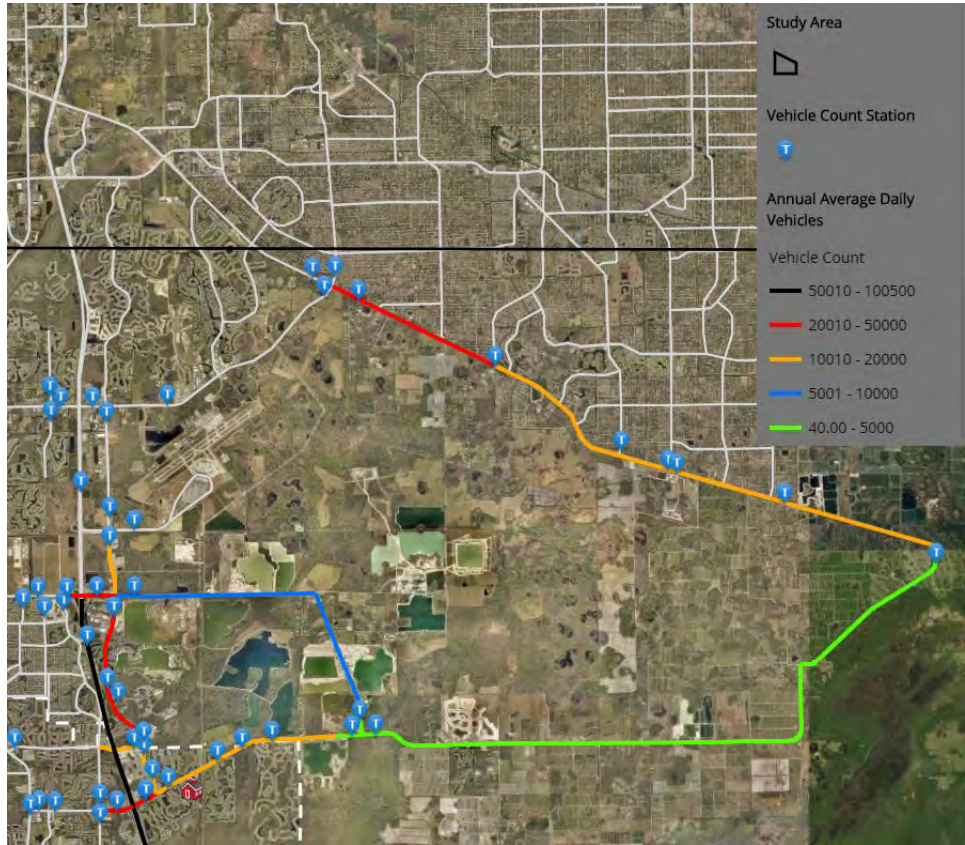 Study Area
Vehicle Count Station
T
Annual Average Daily
Vehicles
Vehicle Count
50010 - 100500
20010 - 50000
10010 - 20000
5001 - 10000
40.00 - 5000